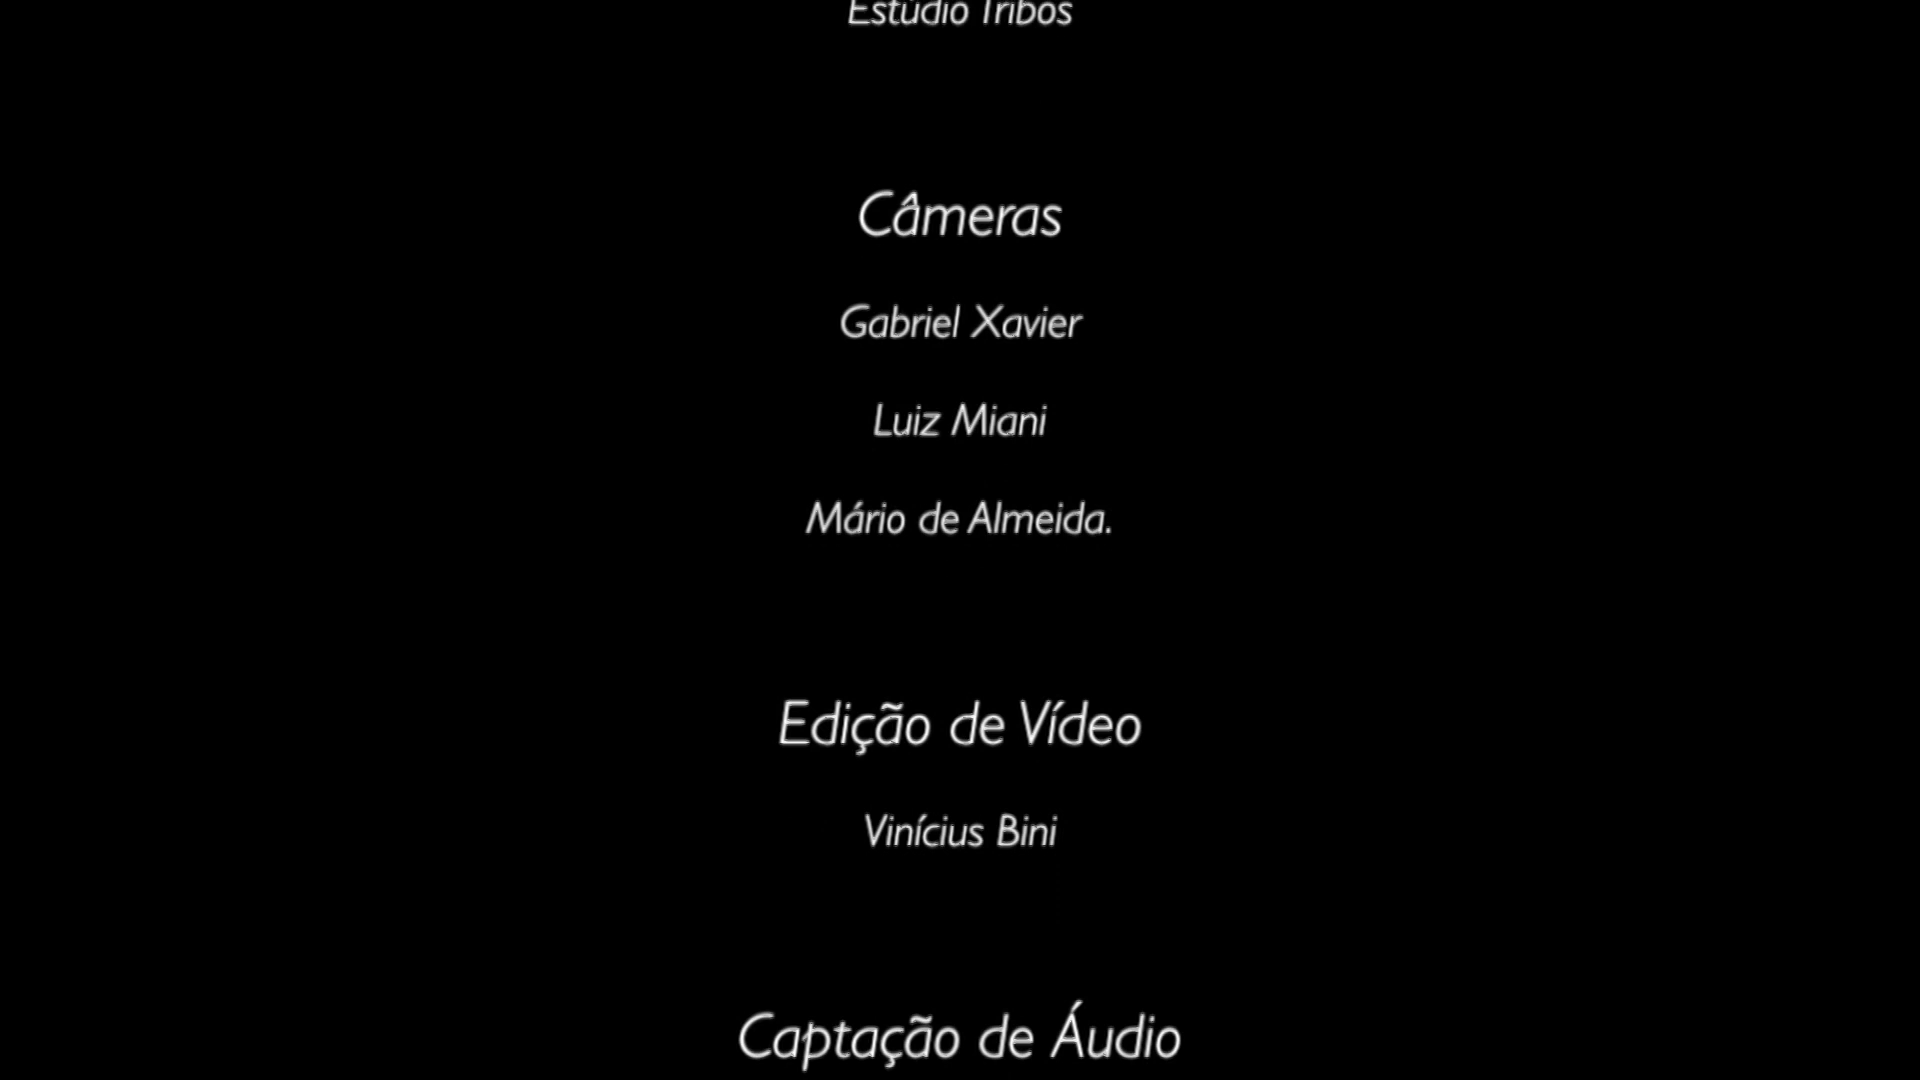 Estúdio Tribos
Câmeras
Gabriel Xavier
Luiz Miani
Mário de Almeida.
Edição de Vídeo
Vinícius Bini
Captação de Áudio